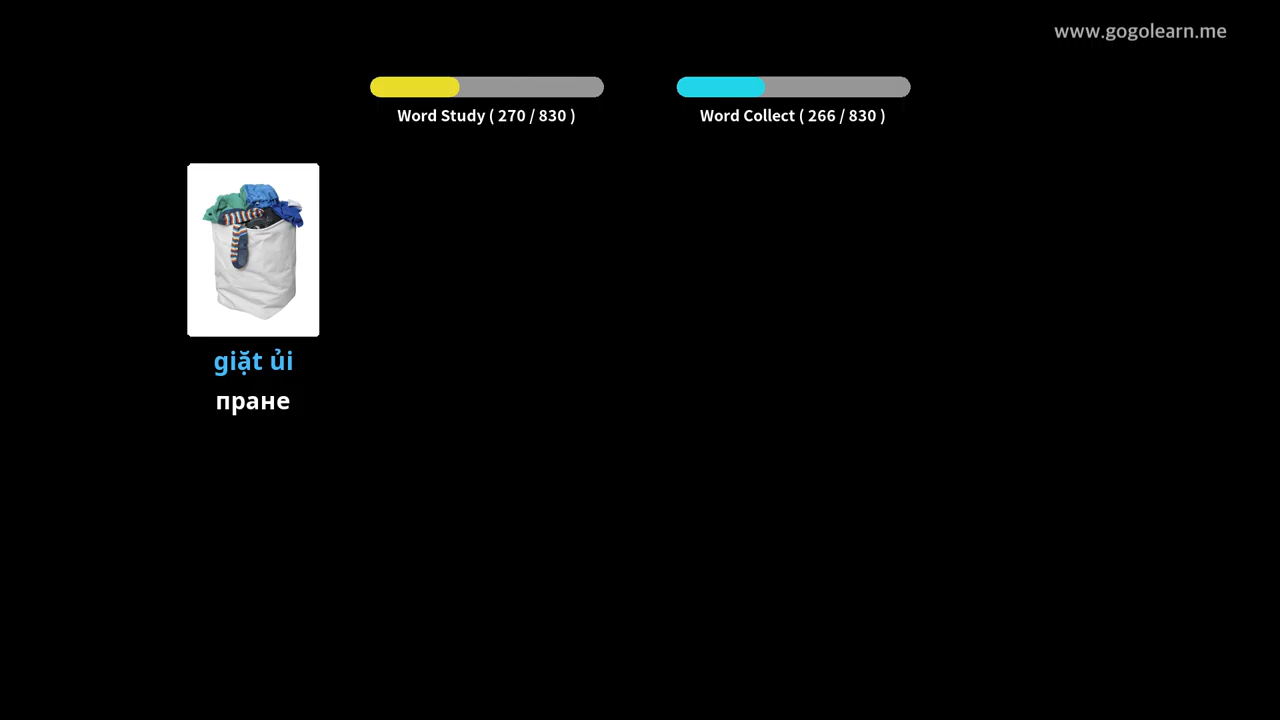 www.gogolearn.me
Word Study ( 270 / 830 )
Word Collect ( 266 / 830 )
giặt ủi
пране